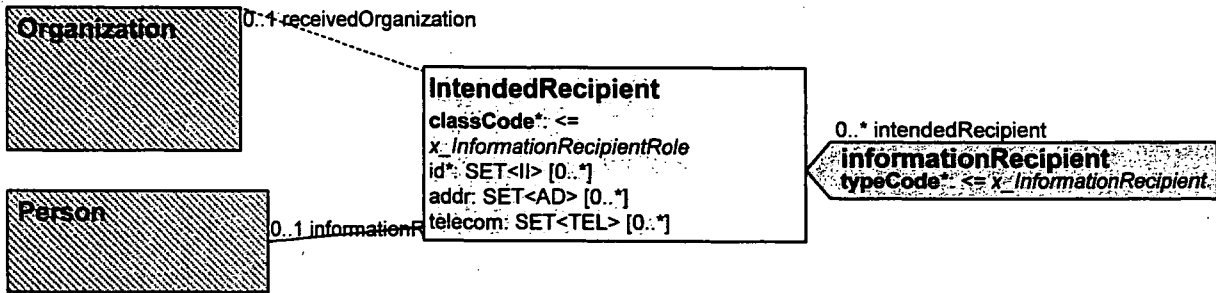 Organization
0..1 receivedOrganization
IntendedRecipient
classCode*: <=
x_InformationRecipientRole
id*: SET<II> [0..*]
addr: SET<AD> [0..*]
telecom: SET<TEL> [0..*]
0..* intendedRecipient
informationRecipient
typeCode*: <= x_InformationRecipient
Person
0..1 informationR